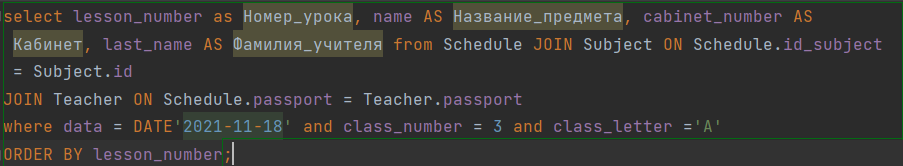 select lesson_number as Номер_урока, name AS Название_предмета, cabinet_number AS
Кабинет, last_name AS Фамилия_учителя from Schedule JOIN Subject ON Schedule.id_subject
= Subject.id
JOIN Teacher ON Schedule.passport = Teacher.passport
where data = DATE'2021-11-18' and class_number = 3 and class_letter ='A'
ORDER BY lesson_number;